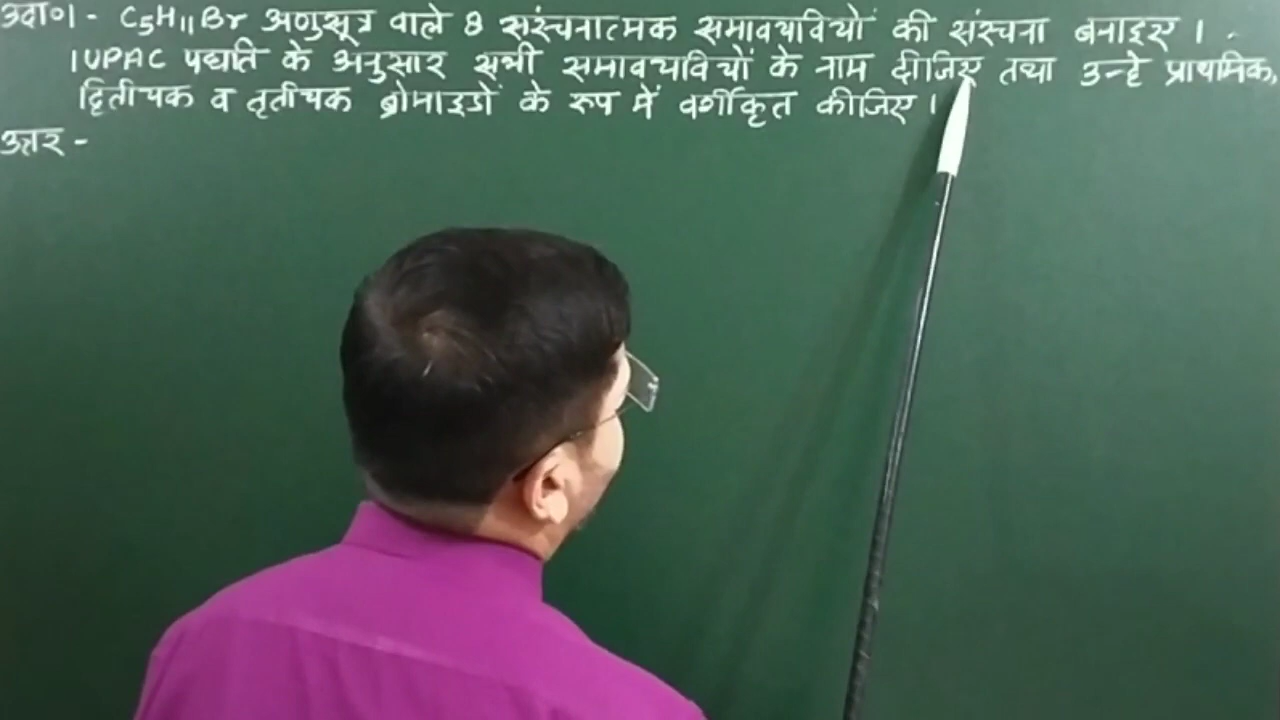 उदा०1- C5H11Br अणुसूत्र वाले 8 संरचनात्मक समावयवियों की संरचना बनाइए।
IUPAC पद्यति के अनुसार सभी समावयवियों के नाम दीजिए तथा उन्हे प्राथमिक,
द्वितीयक व तृतीयक ब्रोमाइडों के रूप में वर्गीकृत कीजिए।
उत्तर -